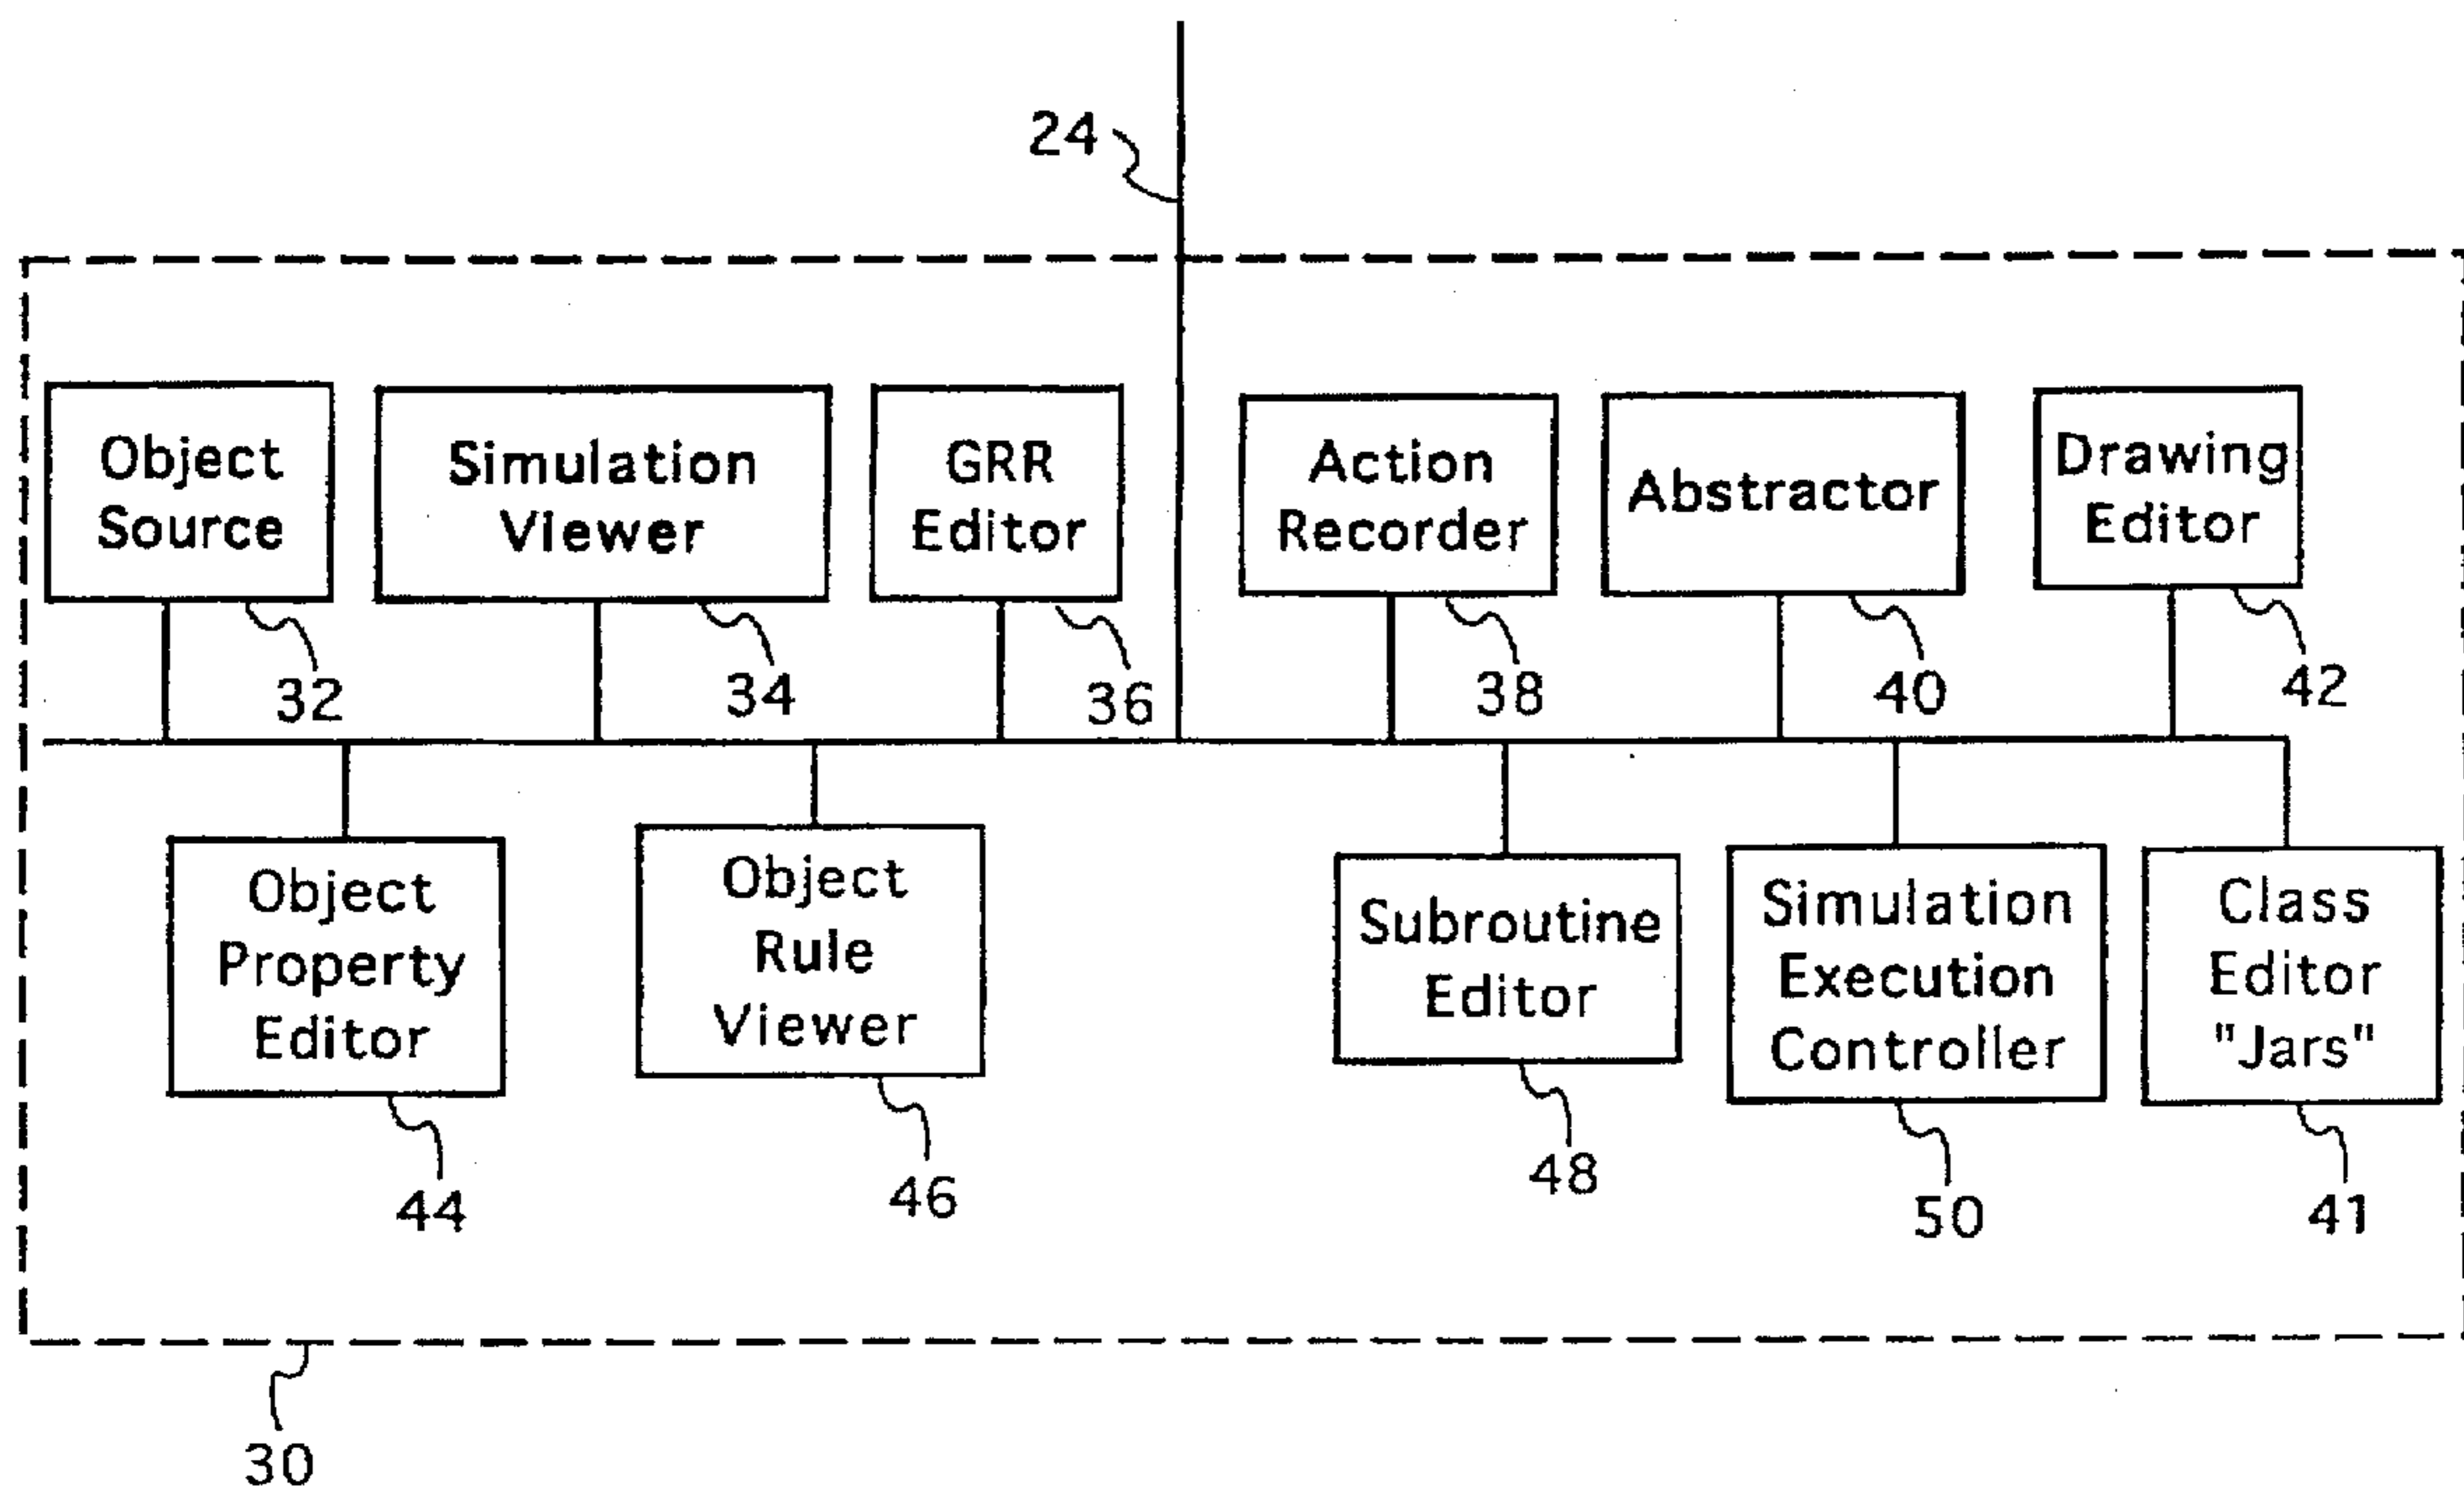 24
Object
Source
32
Simulation
Viewer
34
GRR
Editor
36
Action
Recorder
38
Abstractor
40
Drawing
Editor
42
Object
Property
Editor
44
Object
Rule
Viewer
46
Subroutine
Editor
48
Simulation
Execution
Controller
50
Class
Editor
"Jars"
41
30